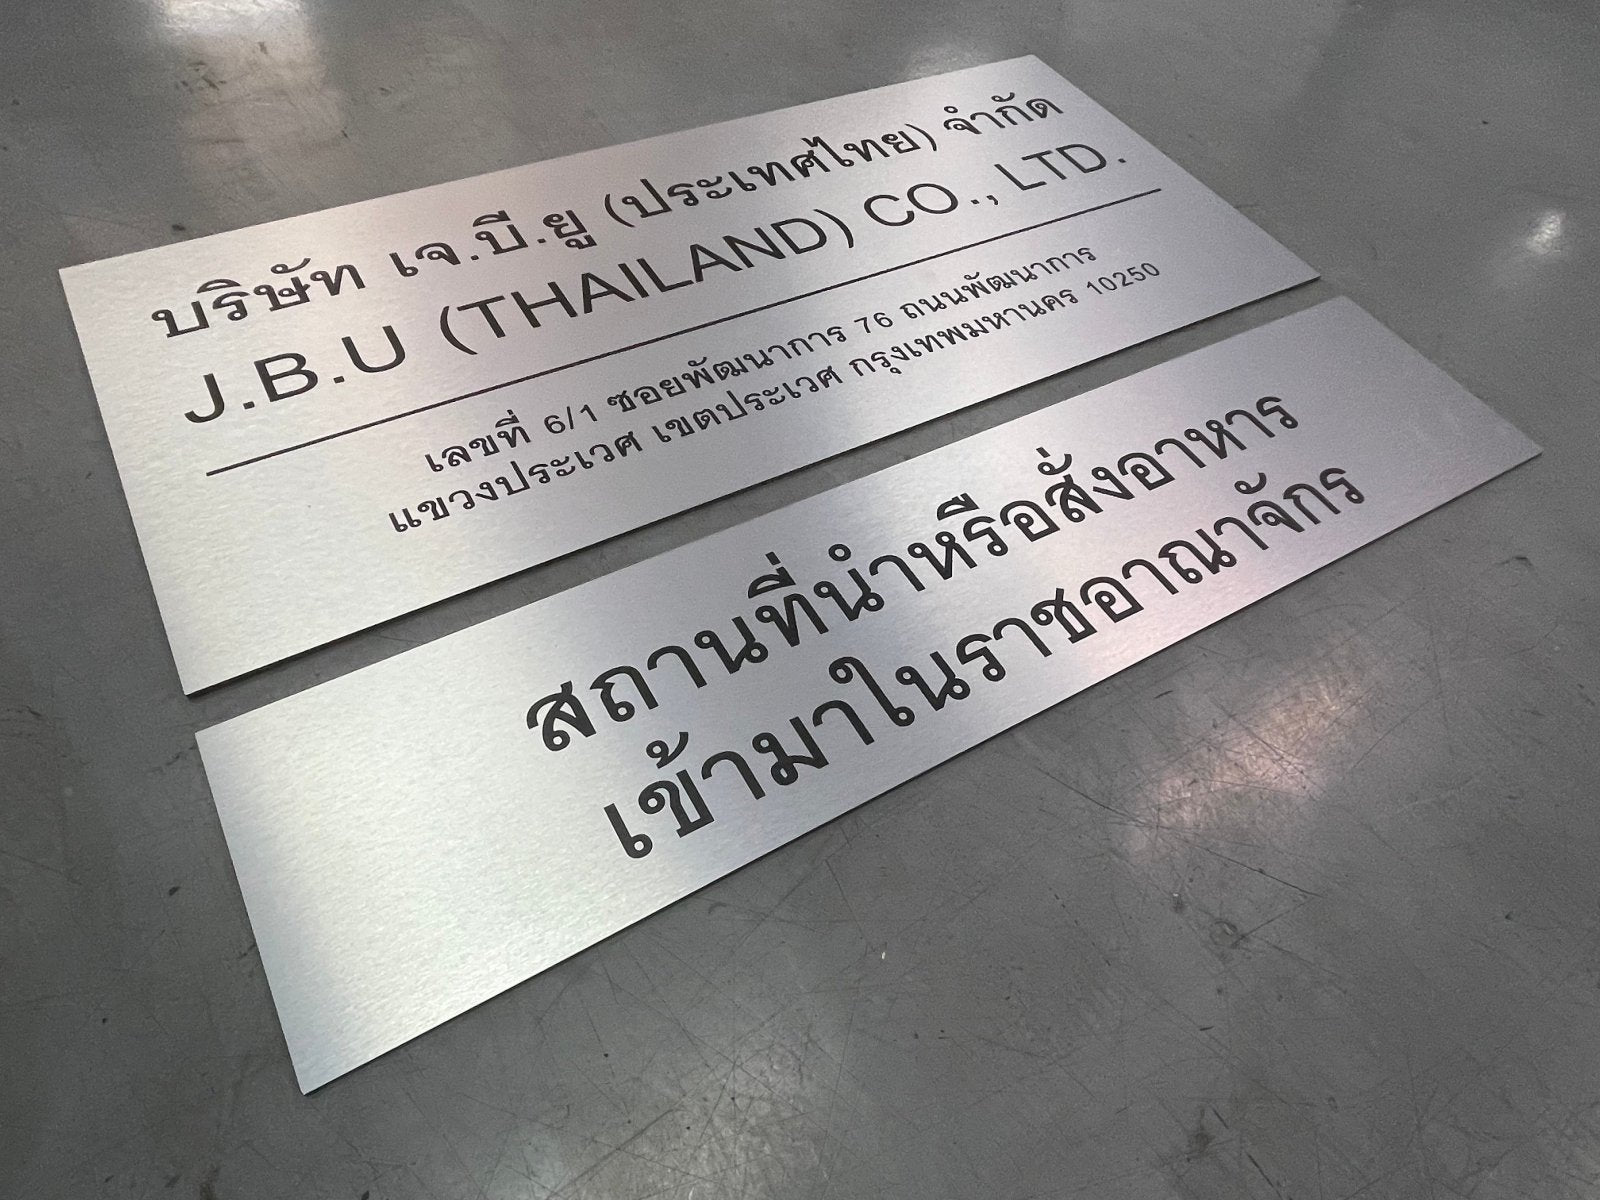 บริษัท เจ.บี.ยู (ประเทศไทย) จำกัด
J.B.U (THAILAND) CO., LTD.
เลขที่ 6/1 ซอยพัฒนาการ 76 ถนนพัฒนาการ
แขวงประเวศ เขตประเวศ กรุงเทพมหานคร 10250
สถานที่นำหรือสั่งอาหาร
เข้ามาในราชอาณาจักร